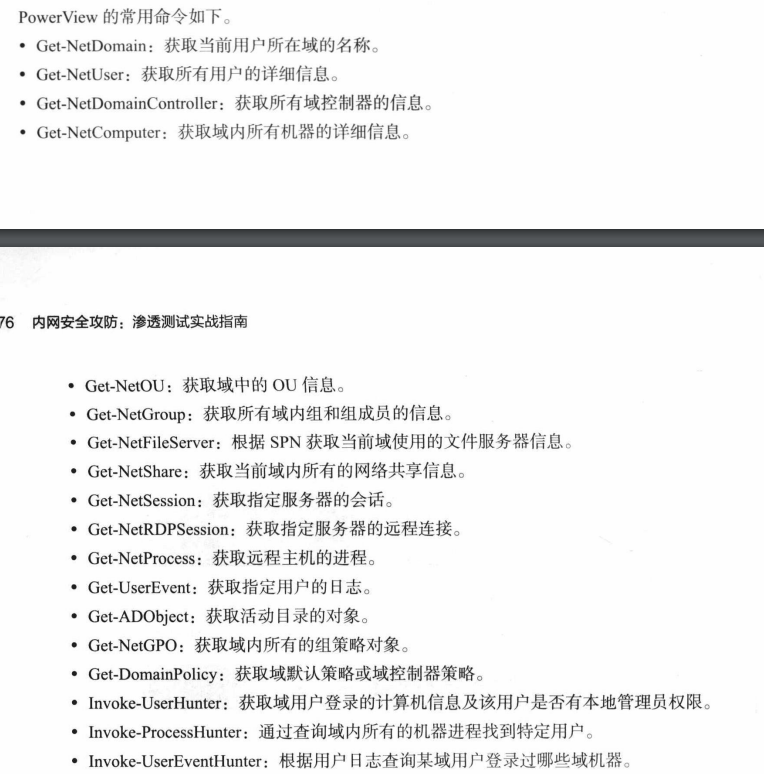 PowerView 的常用命令如下。
• Get-NetDomain：获取当前用户所在域的名称。
• Get-NetUser：获取所有用户的详细信息。
• Get-NetDomainController：获取所有域控制器的信息。
• Get-NetComputer：获取域内所有机器的详细信息。
76 内网安全攻防：渗透测试实战指南
• Get-NetOU：获取域中的 OU 信息。
• Get-NetGroup：获取所有域内组和组成员的信息。
• Get-NetFileServer：根据 SPN 获取当前域使用的文件服务器信息。
• Get-NetShare：获取当前域内所有的网络共享信息。
• Get-NetSession：获取指定服务器的会话。
• Get-NetRDPSession：获取指定服务器的远程连接。
• Get-NetProcess：获取远程主机的进程。
• Get-UserEvent：获取指定用户的日志。
• Get-ADObject：获取活动目录的对象。
• Get-NetGPO：获取域内所有的组策略对象。
• Get-DomainPolicy：获取域默认策略或域控制器策略。
• Invoke-UserHunter：获取域用户登录的计算机信息及该用户是否有本地管理员权限。
• Invoke-ProcessHunter：通过查询域内所有的机器进程找到特定用户。
• Invoke-UserEventHunter：根据用户日志查询某域用户登录过哪些域机器。